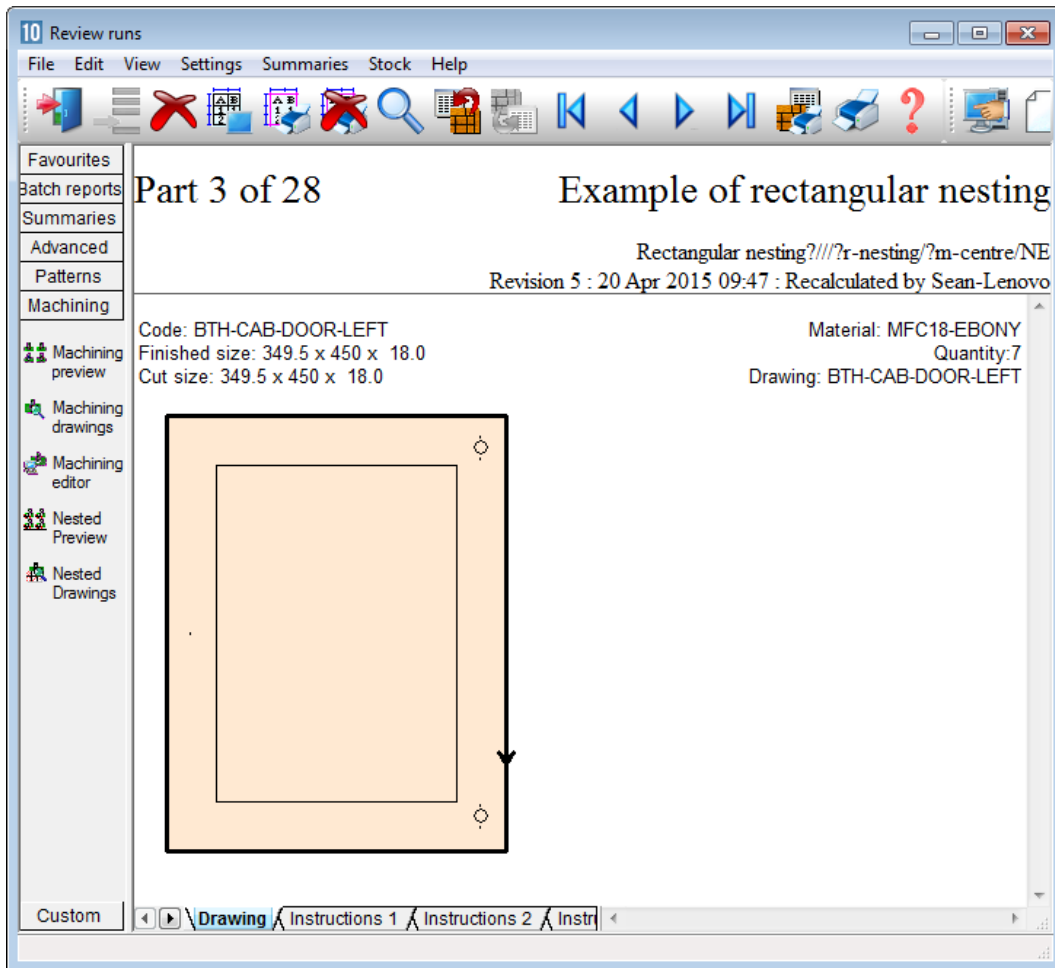 10 Review runs
File Edit View Settings Summaries Stock Help
Favourites
Batch reports
Summaries
Advanced
Patterns
Machining
Machining
preview
Machining
drawings
Machining
editor
Nested
Preview
Nested
Drawings
Custom
Part 3 of 28 Example of rectangular nesting
Rectangular nesting?///?r-nesting/?m-centre/NE
Revision 5 : 20 Apr 2015 09:47 : Recalculated by Sean-Lenovo
Code: BTH-CAB-DOOR-LEFT Material: MFC18-EBONY
Finished size: 349.5 x 450 x 18.0 Quantity:7
Cut size: 349.5 x 450 x 18.0 Drawing: BTH-CAB-DOOR-LEFT
Drawing Instructions 1 Instructions 2 Instr